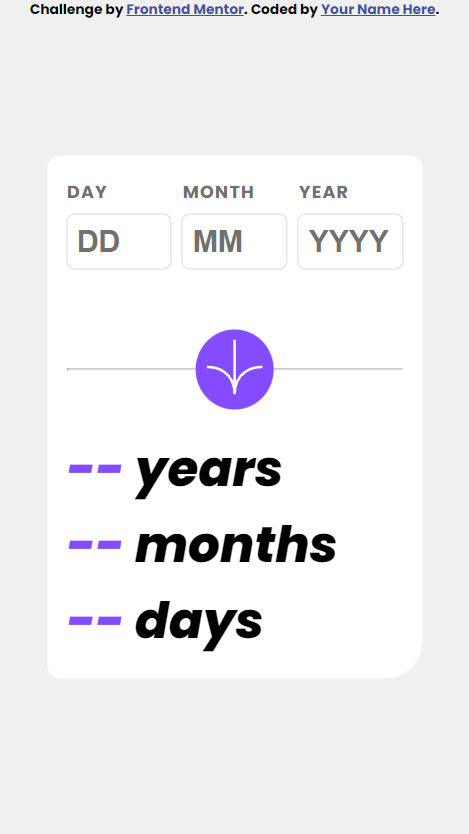 Challenge by Frontend Mentor. Coded by Your Name Here.
DAY MONTH YEAR
DD MM YYYY
-- years
-- months
-- days